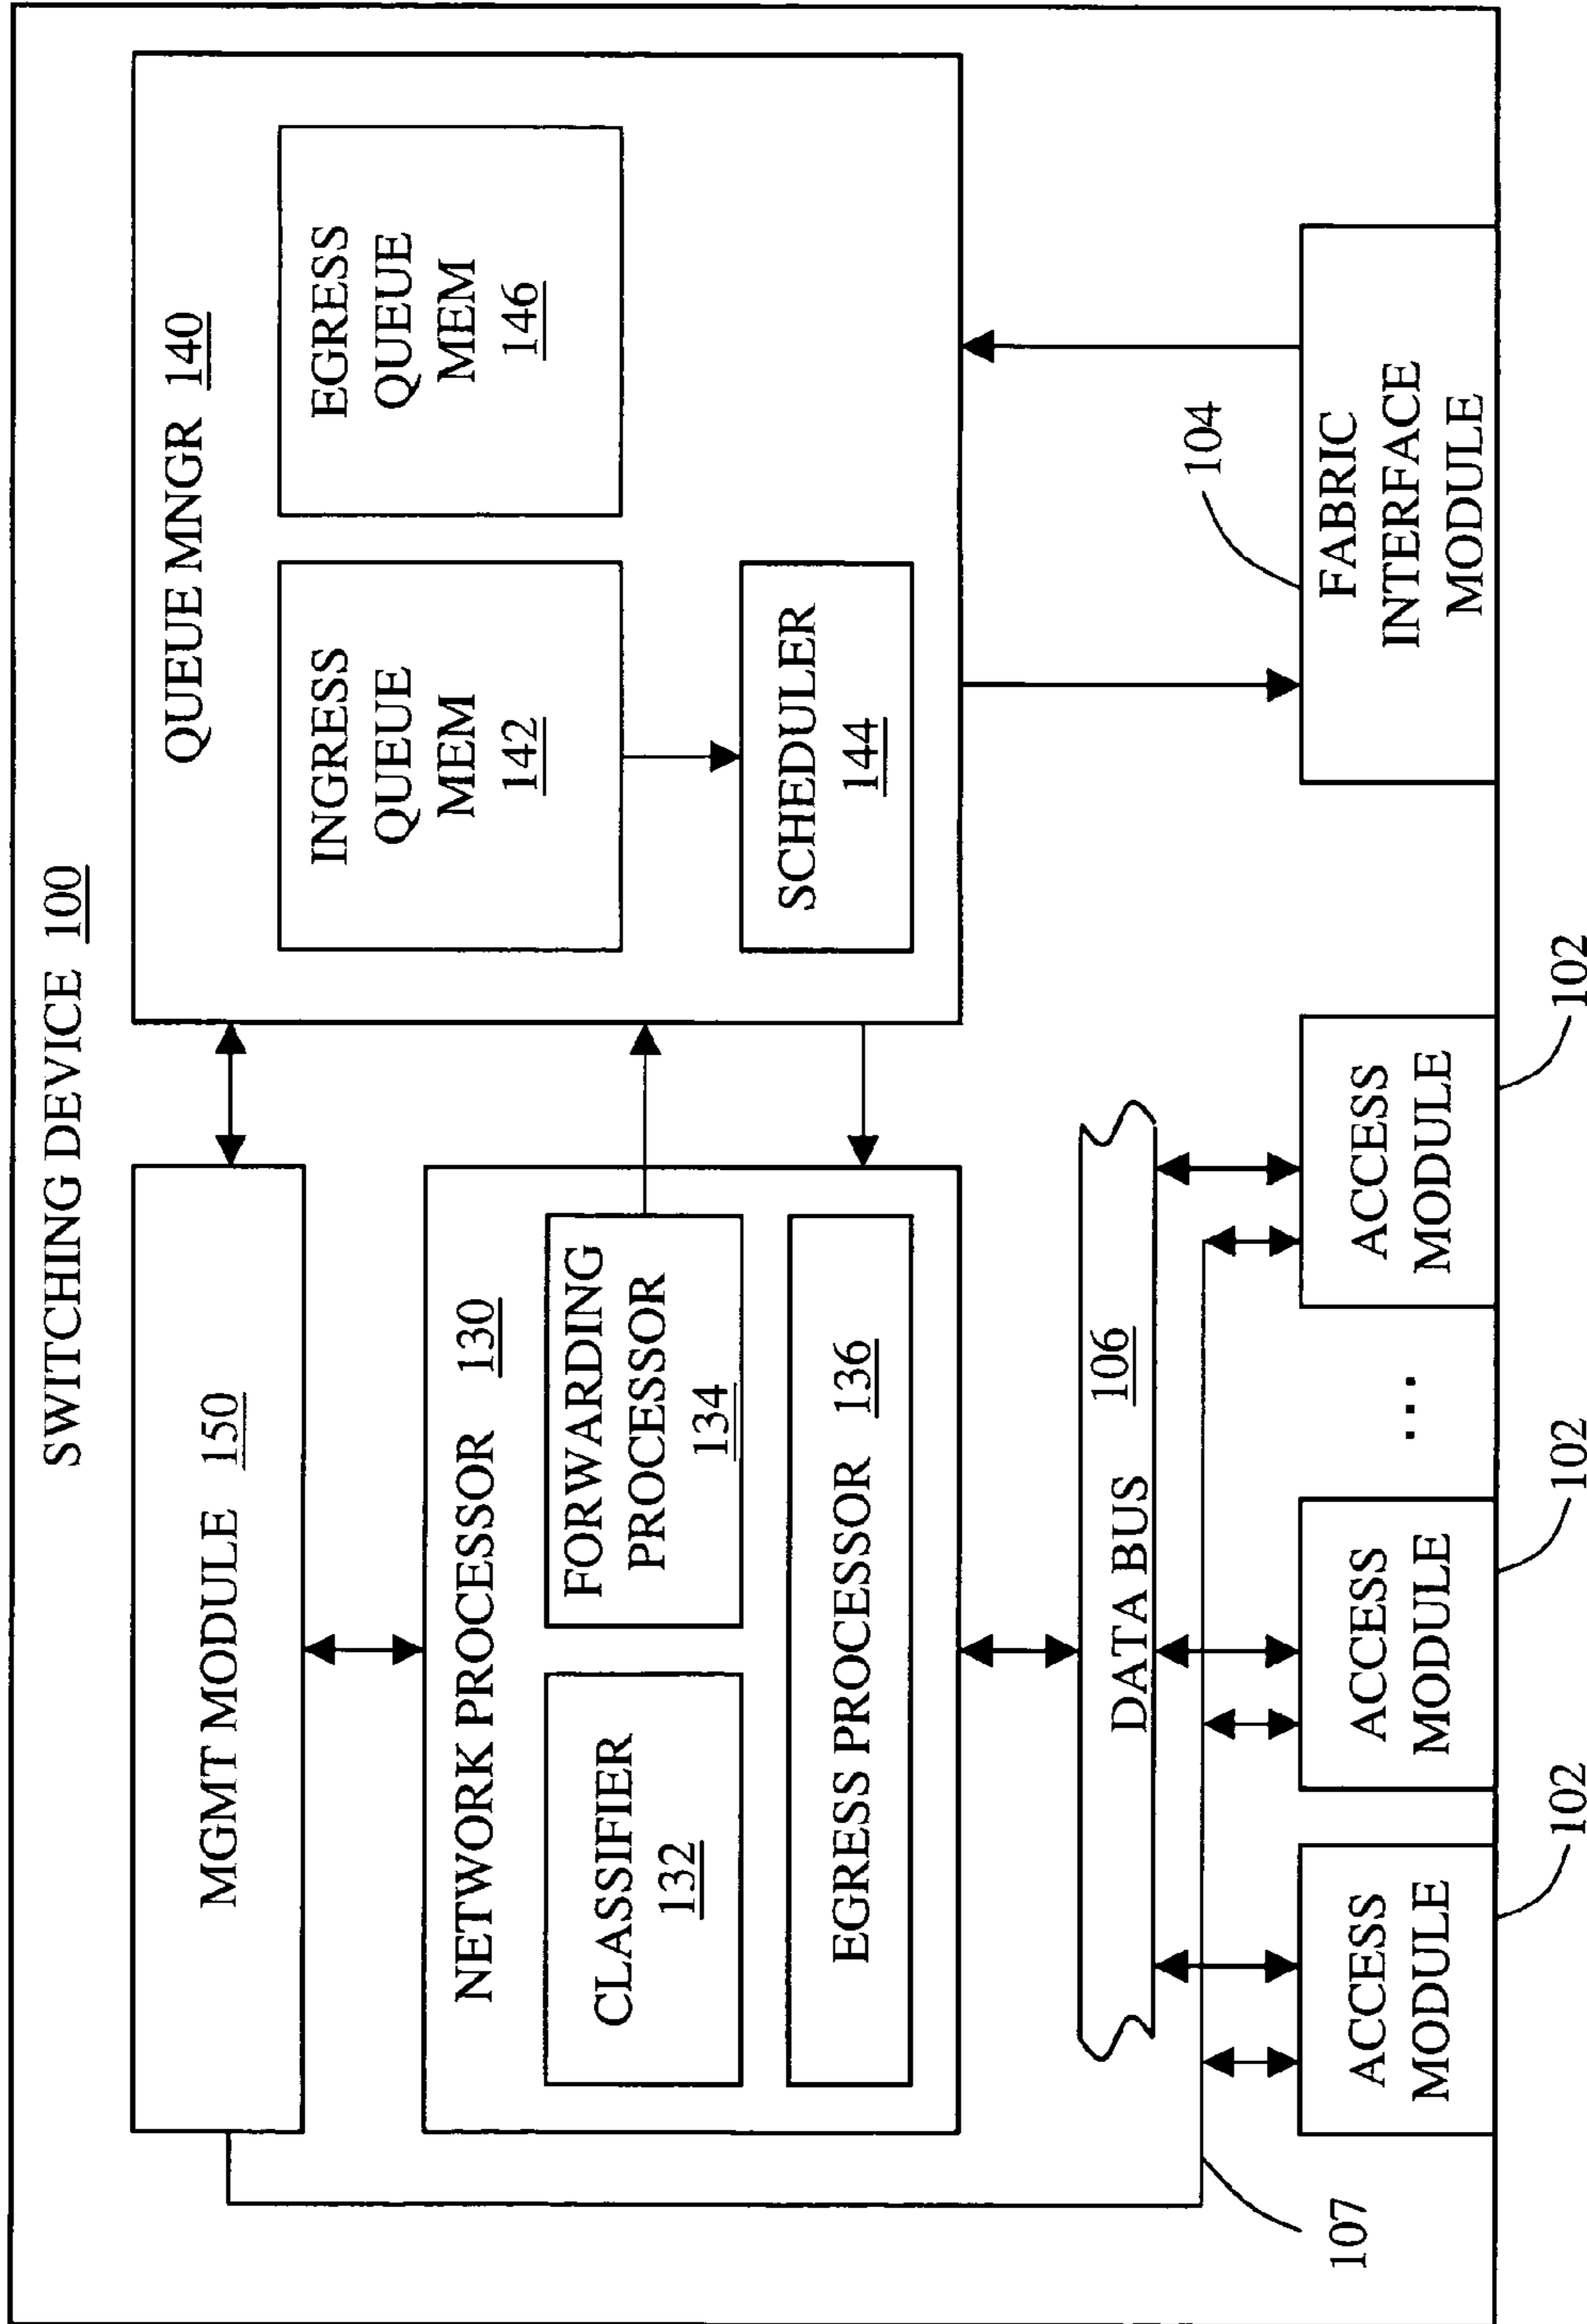 SWITCHING DEVICE 100
MGMT MODULE 150
QUEUE MNGR 140
NETWORK PROCESSOR 130
CLASSIFIER
132
FORWARDING
PROCESSOR
134
EGRESS PROCESSOR 136
INGRESS
QUEUE
MEM
142
EGRESS
QUEUE
MEM
146
SCHEDULER
144
DATA BUS 106
107
104
ACCESS
MODULE
102
ACCESS
MODULE
102
...
ACCESS
MODULE
102
FABRIC
INTERFACE
MODULE